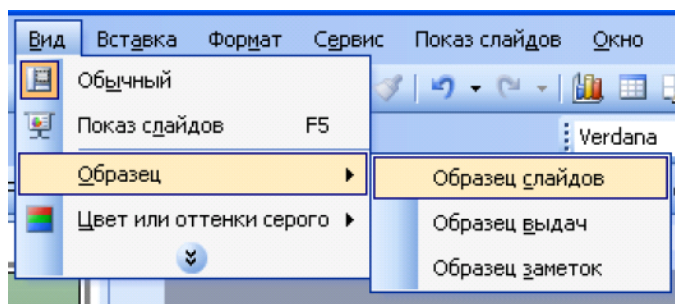 Вид Вставка Формат Сервис Показ слайдов Окно
Обычный
Показ слайдов F5
Verdana
Образец
Образец слайдов
Цвет или оттенки серого
Образец выдач
Образец заметок